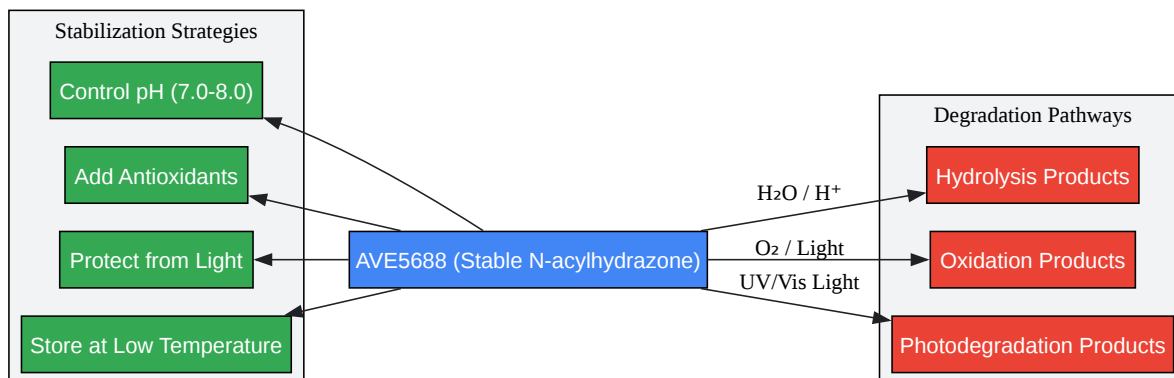 Stabilization Strategies
Control pH (7.0-8.0)
Add Antioxidants
Protect from Light
Store at Low Temperature
AVE5688 (Stable N-acylhydrazone)
H₂O / H⁺
O₂ / Light
UV/Vis Light
Degradation Pathways
Hydrolysis Products
Oxidation Products
Photodegradation Products